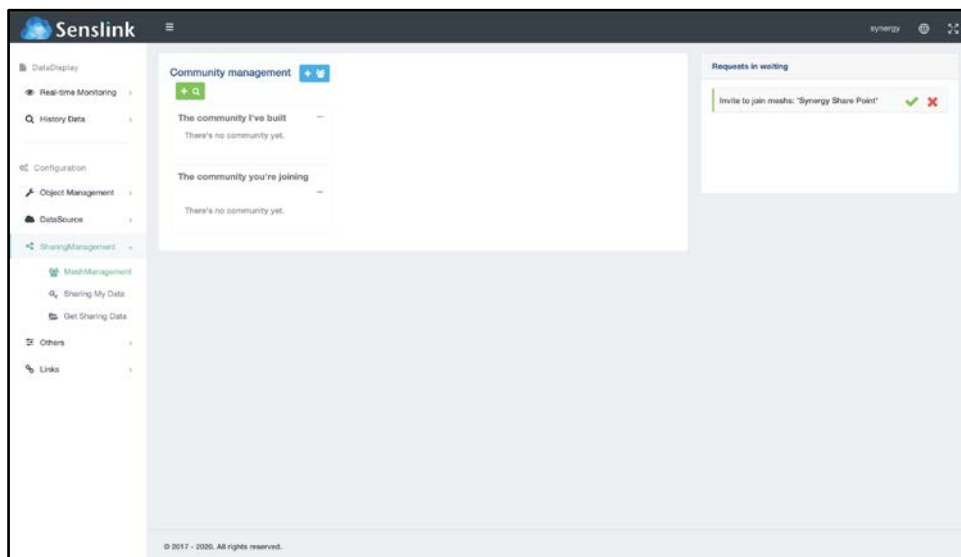 Senslink
synergy
DataDisplay
Real-time Monitoring
History Data
Configuration
Object Management
DataSource
SharingManagement
MeshManagement
Sharing My Data
Get Sharing Data
Others
Links
Community management
The community I've built
There's no community yet.
The community you're joining
There's no community yet.
Requests in waiting
Invite to join meshs: "Synergy Share Point"
© 2017 - 2020. All rights reserved.